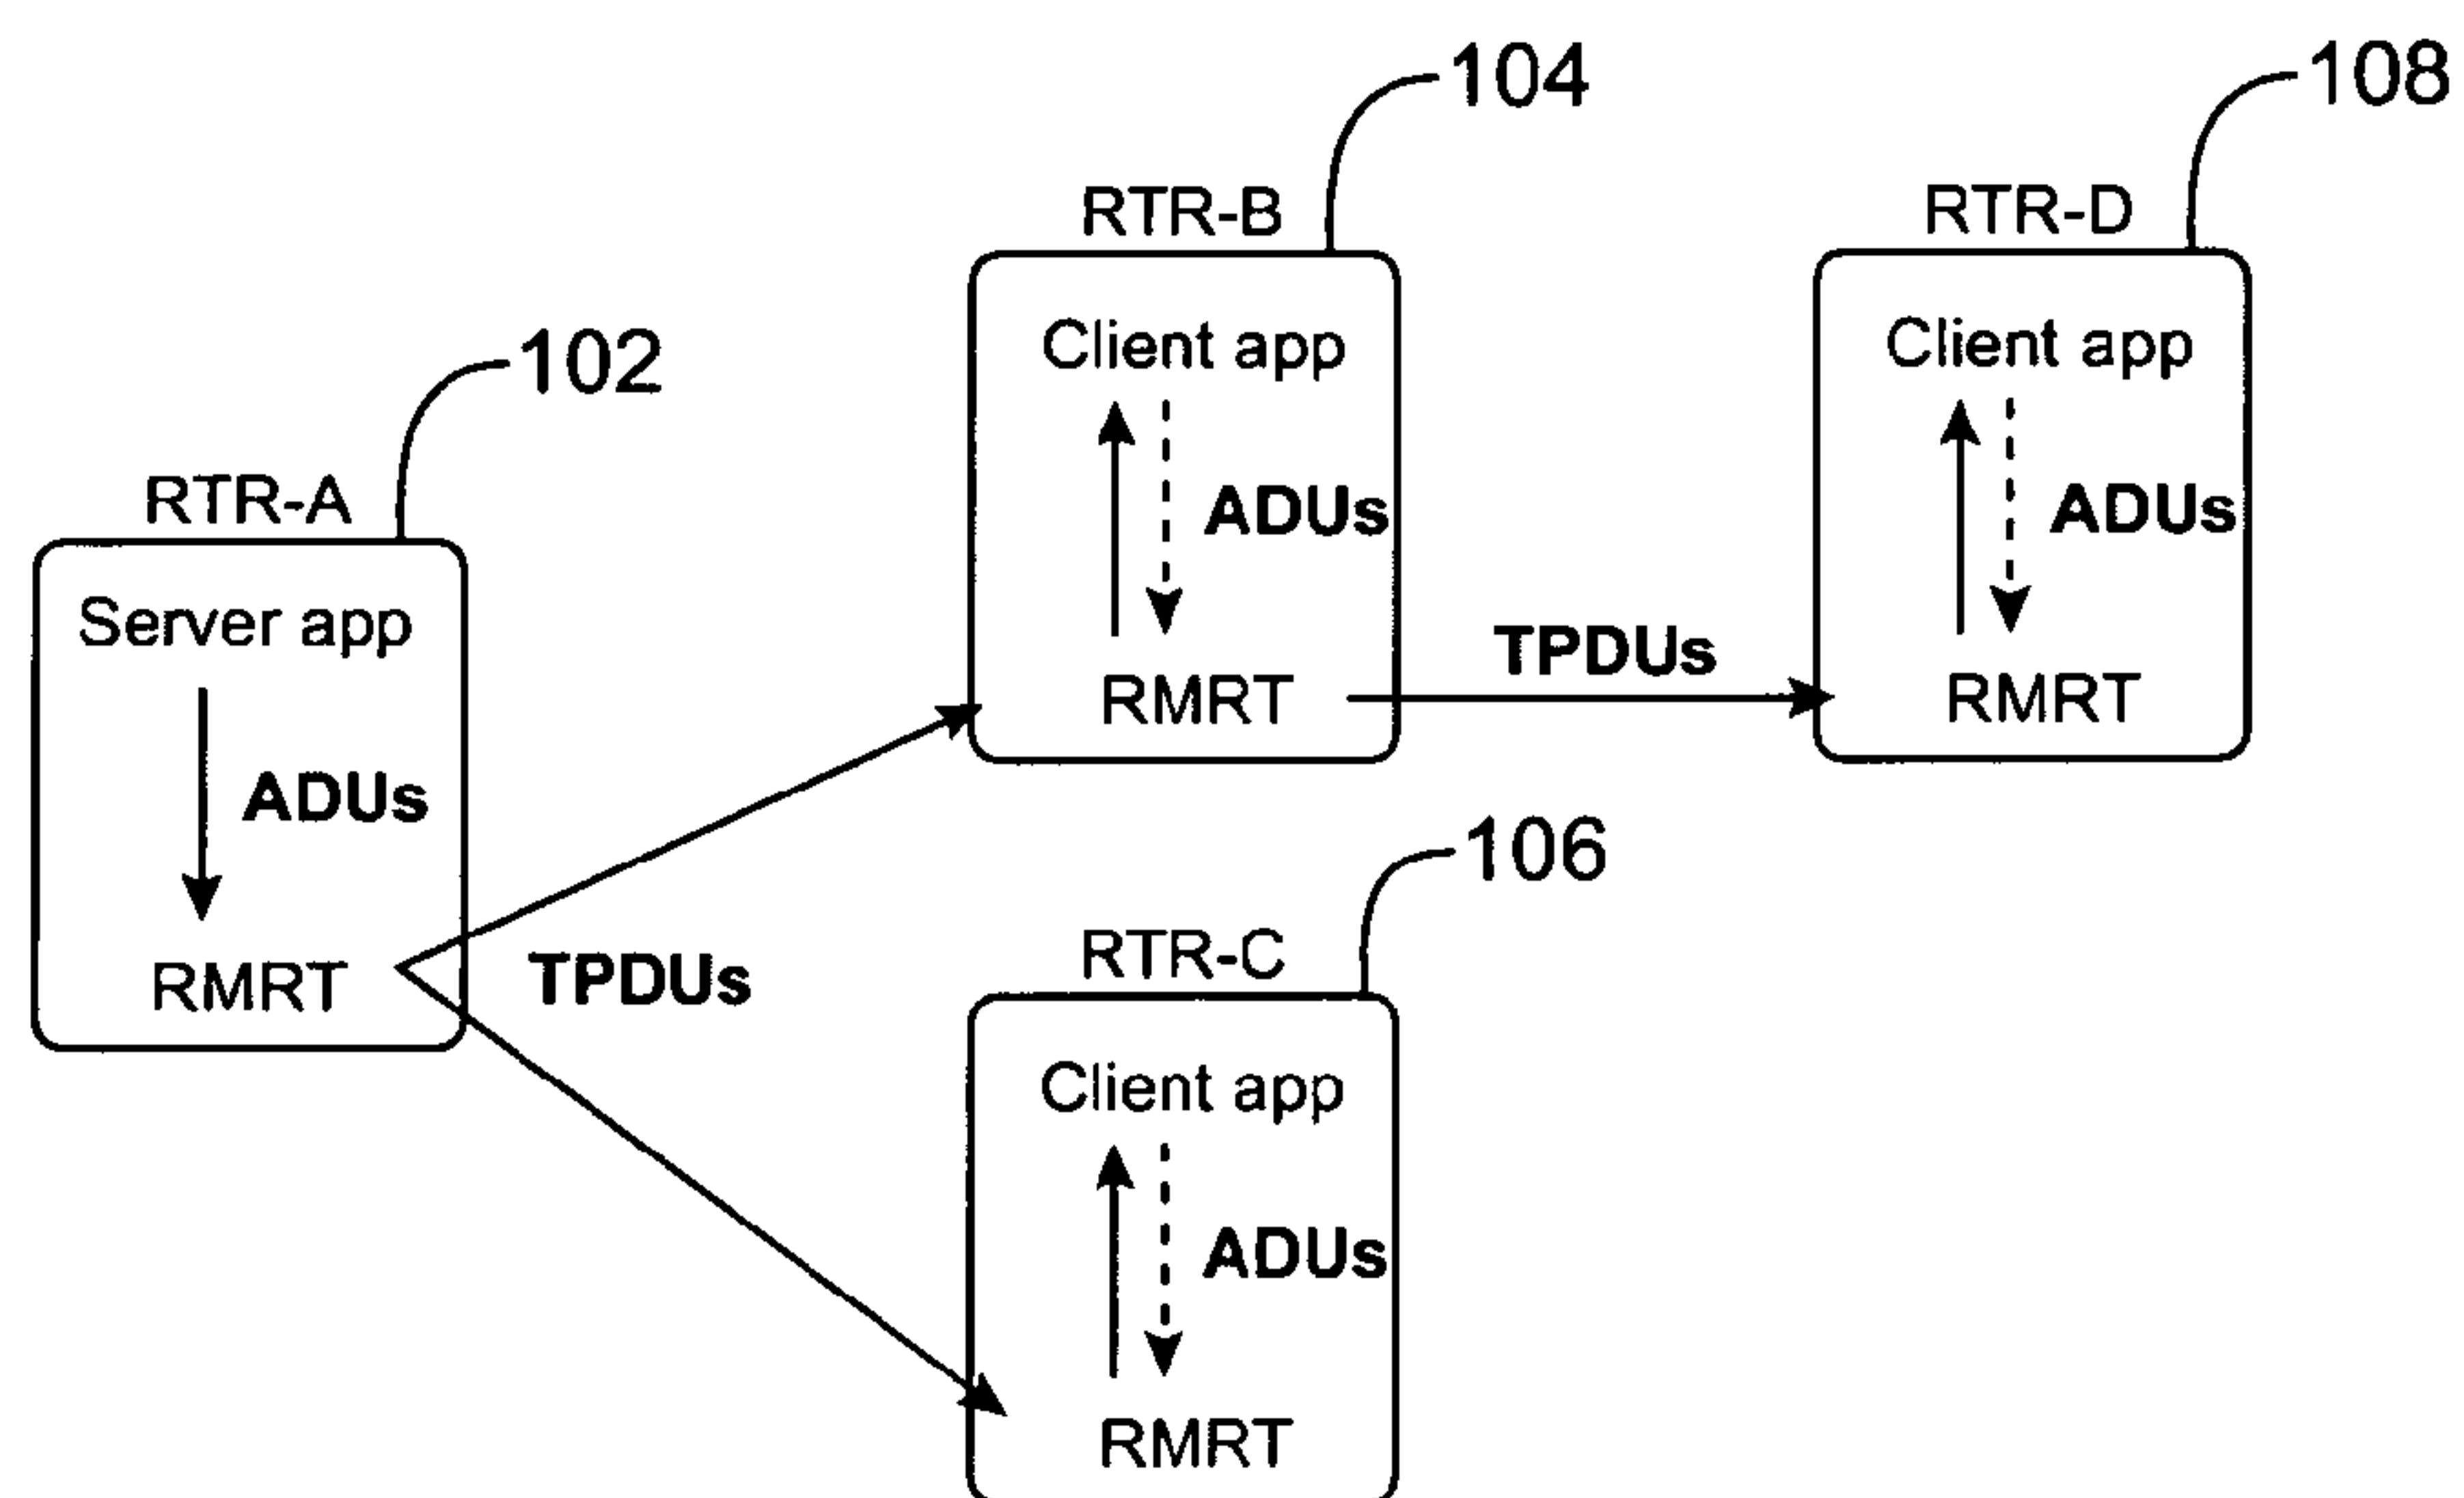 102
RTR-A
Server app
ADUs
RMRT
TPDUs
104
RTR-B
Client app
ADUs
RMRT
TPDUs
108
RTR-D
Client app
ADUs
RMRT
106
RTR-C
Client app
ADUs
RMRT